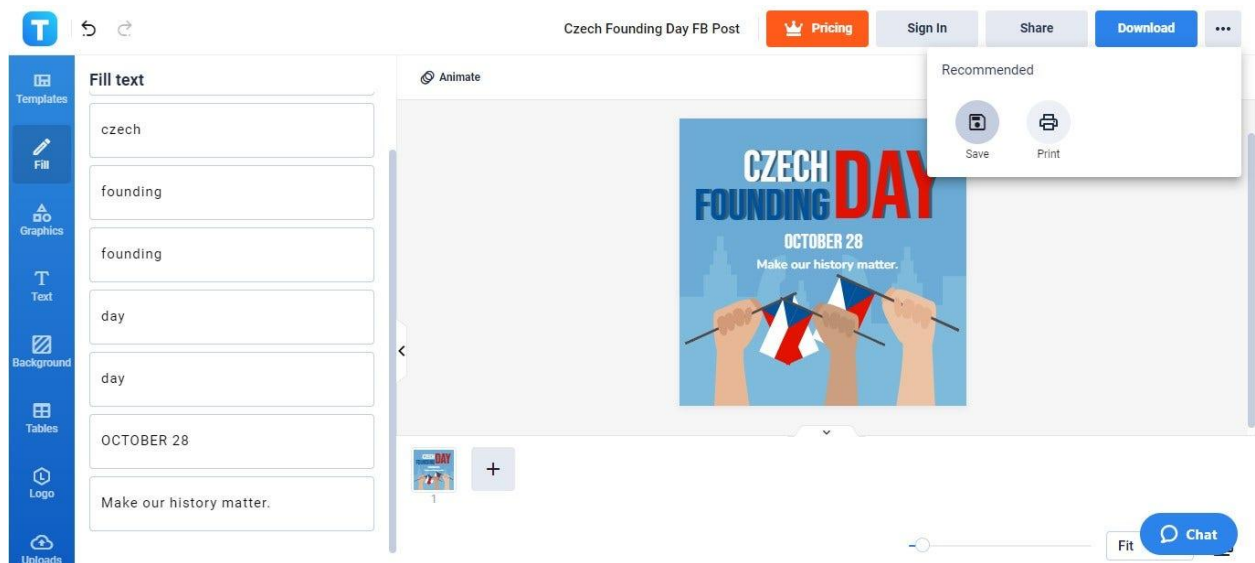 T
Czech Founding Day FB Post
Pricing
Sign In
Share
Download
Recommended
Save
Print
Templates
Fill
Graphics
Text
Background
Tables
Logo
Uploads
Fill text
czech
founding
founding
day
day
OCTOBER 28
Make our history matter.
Animate
CZECH DAY
FOUNDING
OCTOBER 28
Make our history matter.
1
Fit
Chat